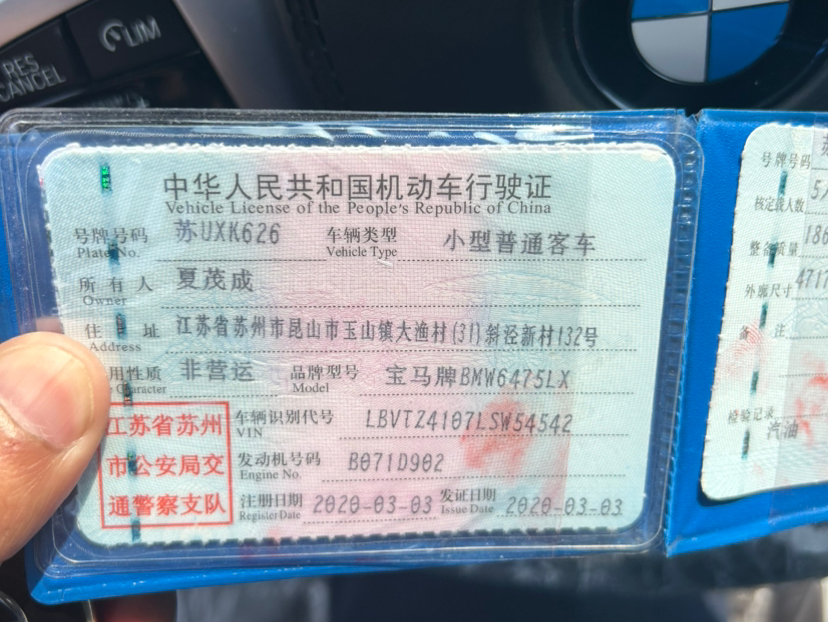 LIM
RES
CANCEL
中华人民共和国机动车行驶证
Vehicle License of the People's Republic of China
号牌号码 苏UXK626 车辆类型 小型普通客车
Plate No. Vehicle Type
所有人 夏茂成
Owner
住址 江苏省苏州市昆山市玉山镇大渔村(31)斜泾新村132号
Address
用性质 非营运 品牌型号 宝马牌BMW6475LX
Character Model
江苏省苏州
市公安局交
通警察支队
车辆识别代号 LBVTZ4107LSW54542
VIN
发动机号码 B071D902
Engine No.
注册日期 2020-03-03 发证日期 2020-03-03
Register Date Issue Date
号牌号码
核定载人数 5
整备质量 186
外廓尺寸 471
备注
检验记录
汽油